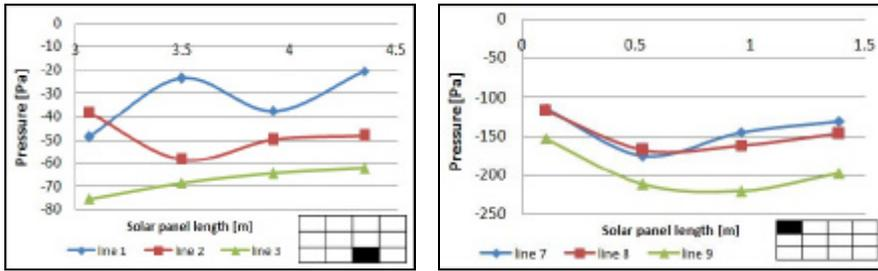 0
-10
-20
-30
-40
-50
-60
-70
-80
3
3.5
4
4.5
Pressure [Pa]
Solar panel length [m]
line 1
line 2
line 3
0
-50
-100
-150
-200
-250
0
0.5
1
1.5
Pressure [Pa]
Solar panel length [m]
line 7
line 8
line 9